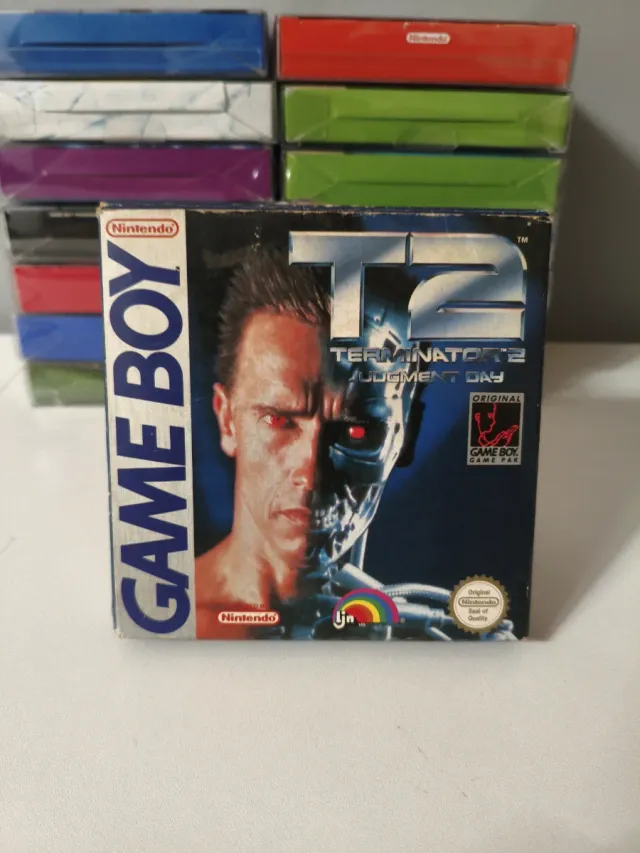 Nintendo
Nintendo
GAME BOY
T2
TERMINATOR 2
JUDGMENT DAY
ORIGINAL
GAME BOY
GAME PAK
Nintendo
ljn
Original
Nintendo
Seal of
Quality